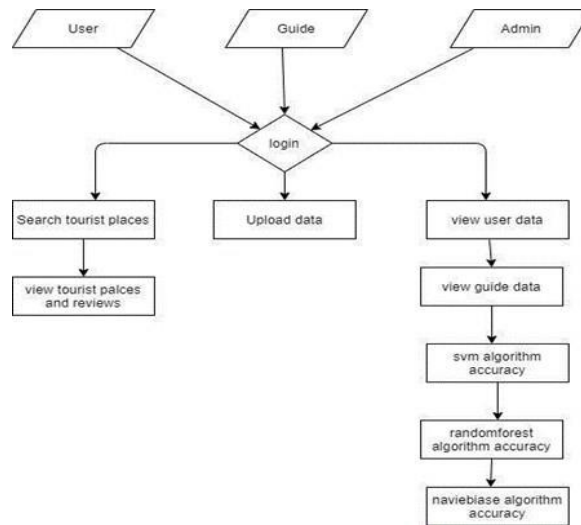 User
Guide
Admin
login
Search tourist places
Upload data
view user data
view tourist palces
and reviews
view guide data
svm algorithm
accuracy
randomforest
algorithm accuracy
naviebiase algorithm
accuracy